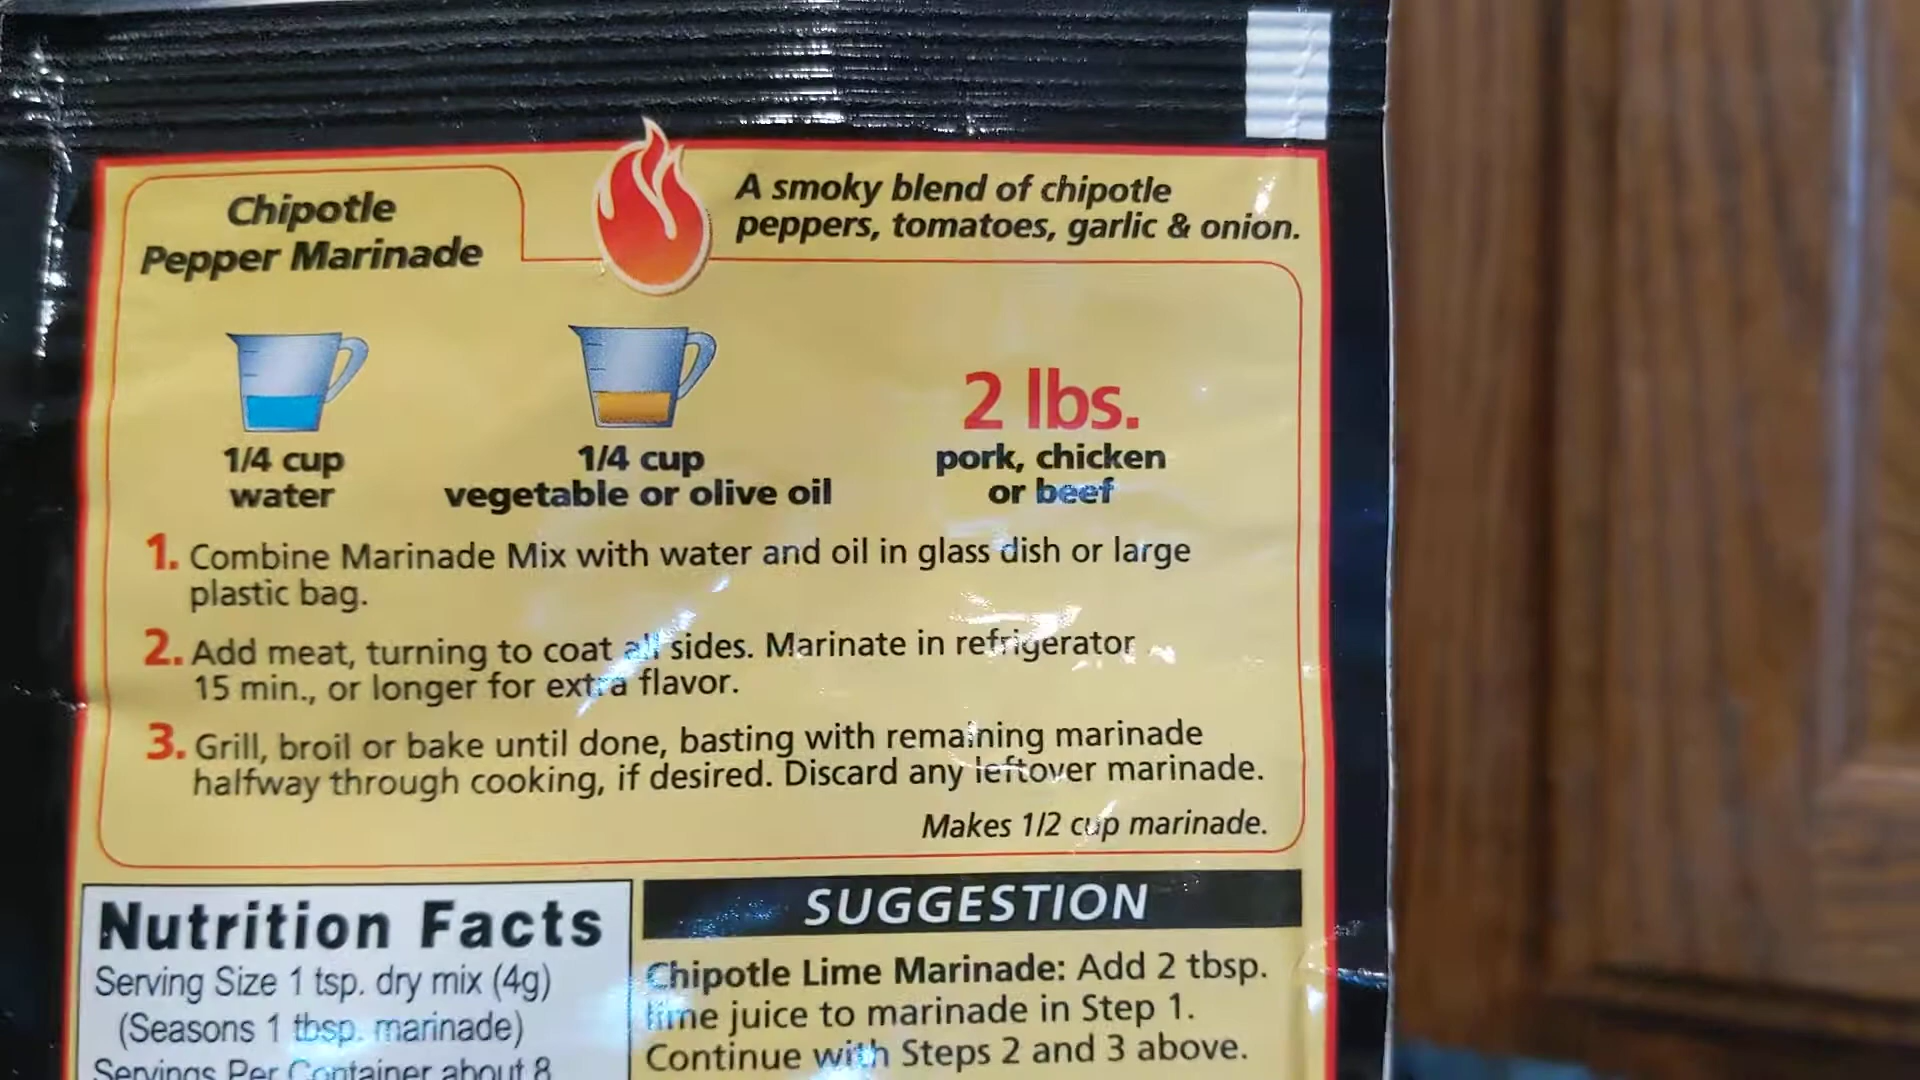 Chipotle
Pepper Marinade
A smoky blend of chipotle
peppers, tomatoes, garlic & onion.
1/4 cup
water
1/4 cup
vegetable or olive oil
2 lbs.
pork, chicken
or beef
1. Combine Marinade Mix with water and oil in glass dish or large
plastic bag.
2. Add meat, turning to coat all sides. Marinate in refrigerator
15 min., or longer for extra flavor.
3. Grill, broil or bake until done, basting with remaining marinade
halfway through cooking, if desired. Discard any leftover marinade.
Makes 1/2 cup marinade.
Nutrition Facts
Serving Size 1 tsp. dry mix (4g)
(Seasons 1 tbsp. marinade)
Servings Per Container about 8
SUGGESTION
Chipotle Lime Marinade: Add 2 tbsp.
lime juice to marinade in Step 1.
Continue with Steps 2 and 3 above.